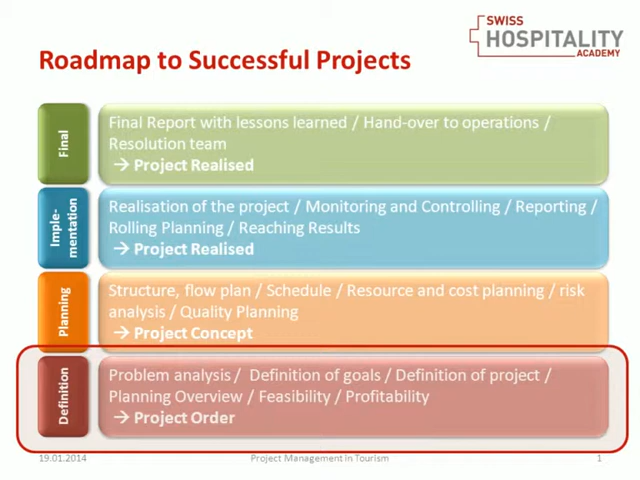 SWISS
HOSPITALITY
ACADEMY
Roadmap to Successful Projects
Final
Final Report with lessons learned / Hand-over to operations /
Resolution team
→ Project Realised
Imple-
mentation
Realisation of the project / Monitoring and Controlling / Reporting /
Rolling Planning / Reaching Results
→ Project Realised
Planning
Structure, flow plan / Schedule / Resource and cost planning / risk
analysis / Quality Planning
→ Project Concept
Definition
Problem analysis / Definition of goals / Definition of project /
Planning Overview / Feasibility / Profitability
→ Project Order
19.01.2014
Project Management in Tourism
1